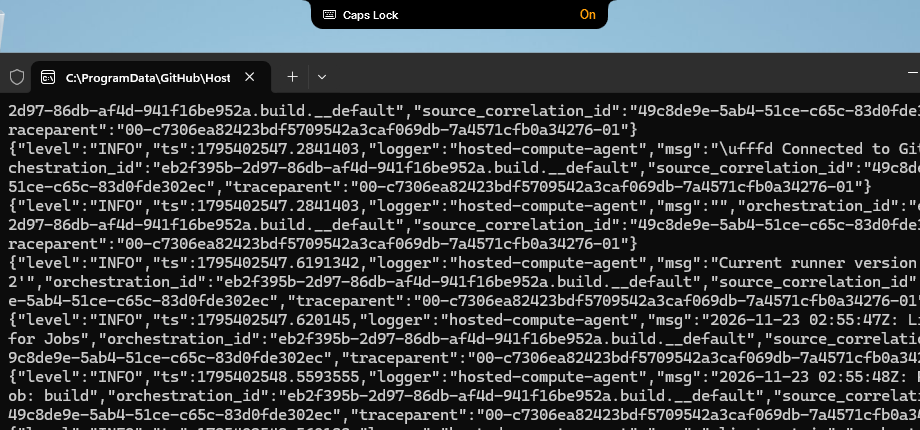 Caps Lock On
C:\ProgramData\GitHub\Host
2d97-86db-af4d-941f16be952a.build.__default","source_correlation_id":"49c8de9e-5ab4-51ce-c65c-83d0fde
raceparent":"00-c7306ea82423bdf5709542a3caf069db-7a4571cfb0a34276-01"}
{"level":"INFO","ts":1795402547.2841403,"logger":"hosted-compute-agent","msg":"\ufffd Connected to Git
chestration_id":"eb2f395b-2d97-86db-af4d-941f16be952a.build.__default","source_correlation_id":"49c8d
51ce-c65c-83d0fde302ec","traceparent":"00-c7306ea82423bdf5709542a3caf069db-7a4571cfb0a34276-01"}
{"level":"INFO","ts":1795402547.2841403,"logger":"hosted-compute-agent","msg":"","orchestration_id":"
2d97-86db-af4d-941f16be952a.build.__default","source_correlation_id":"49c8de9e-5ab4-51ce-c65c-83d0fde
raceparent":"00-c7306ea82423bdf5709542a3caf069db-7a4571cfb0a34276-01"}
{"level":"INFO","ts":1795402547.6191342,"logger":"hosted-compute-agent","msg":"Current runner version
2'","orchestration_id":"eb2f395b-2d97-86db-af4d-941f16be952a.build.__default","source_correlation_id"
e-5ab4-51ce-c65c-83d0fde302ec","traceparent":"00-c7306ea82423bdf5709542a3caf069db-7a4571cfb0a34276-01
{"level":"INFO","ts":1795402547.620145,"logger":"hosted-compute-agent","msg":"2026-11-23 02:55:47Z: Li
for Jobs","orchestration_id":"eb2f395b-2d97-86db-af4d-941f16be952a.build.__default","source_correlatio
9c8de9e-5ab4-51ce-c65c-83d0fde302ec","traceparent":"00-c7306ea82423bdf5709542a3caf069db-7a4571cfb0a342
{"level":"INFO","ts":1795402548.5593555,"logger":"hosted-compute-agent","msg":"2026-11-23 02:55:48Z:
ob: build","orchestration_id":"eb2f395b-2d97-86db-af4d-941f16be952a.build.__default","source_correlat
49c8de9e-5ab4-51ce-c65c-83d0fde302ec","traceparent":"00-c7306ea82423bdf5709542a3caf069db-7a4571cfb0a3